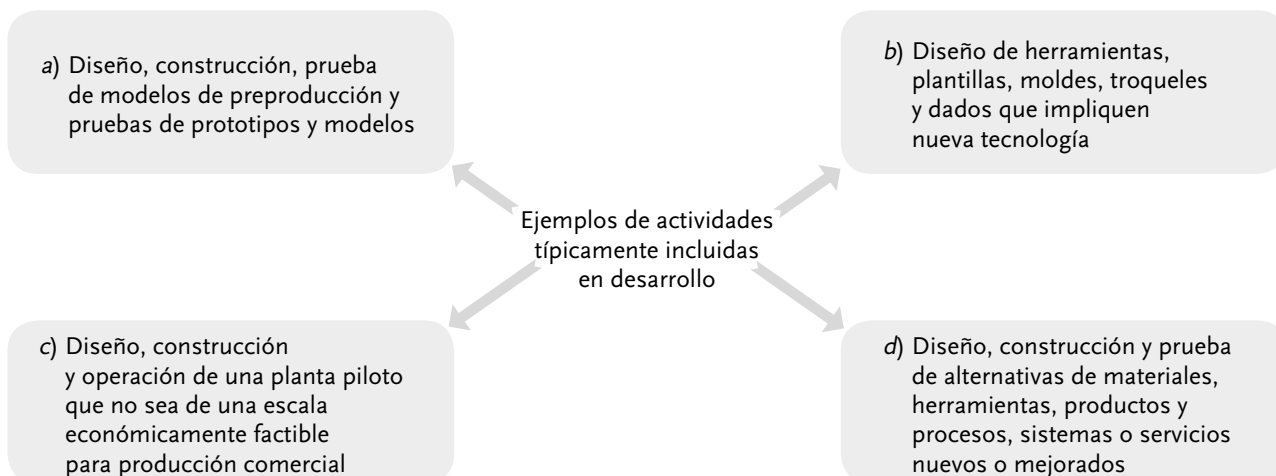 a) Diseño, construcción, prueba
de modelos de preproducción y
pruebas de prototipos y modelos
b) Diseño de herramientas,
plantillas, moldes, troqueles
y dados que impliquen
nueva tecnología
Ejemplos de actividades
típicamente incluidas
en desarrollo
c) Diseño, construcción
y operación de una planta piloto
que no sea de una escala
económicamente factible
para producción comercial
d) Diseño, construcción y prueba
de alternativas de materiales,
herramientas, productos y
procesos, sistemas o servicios
nuevos o mejorados